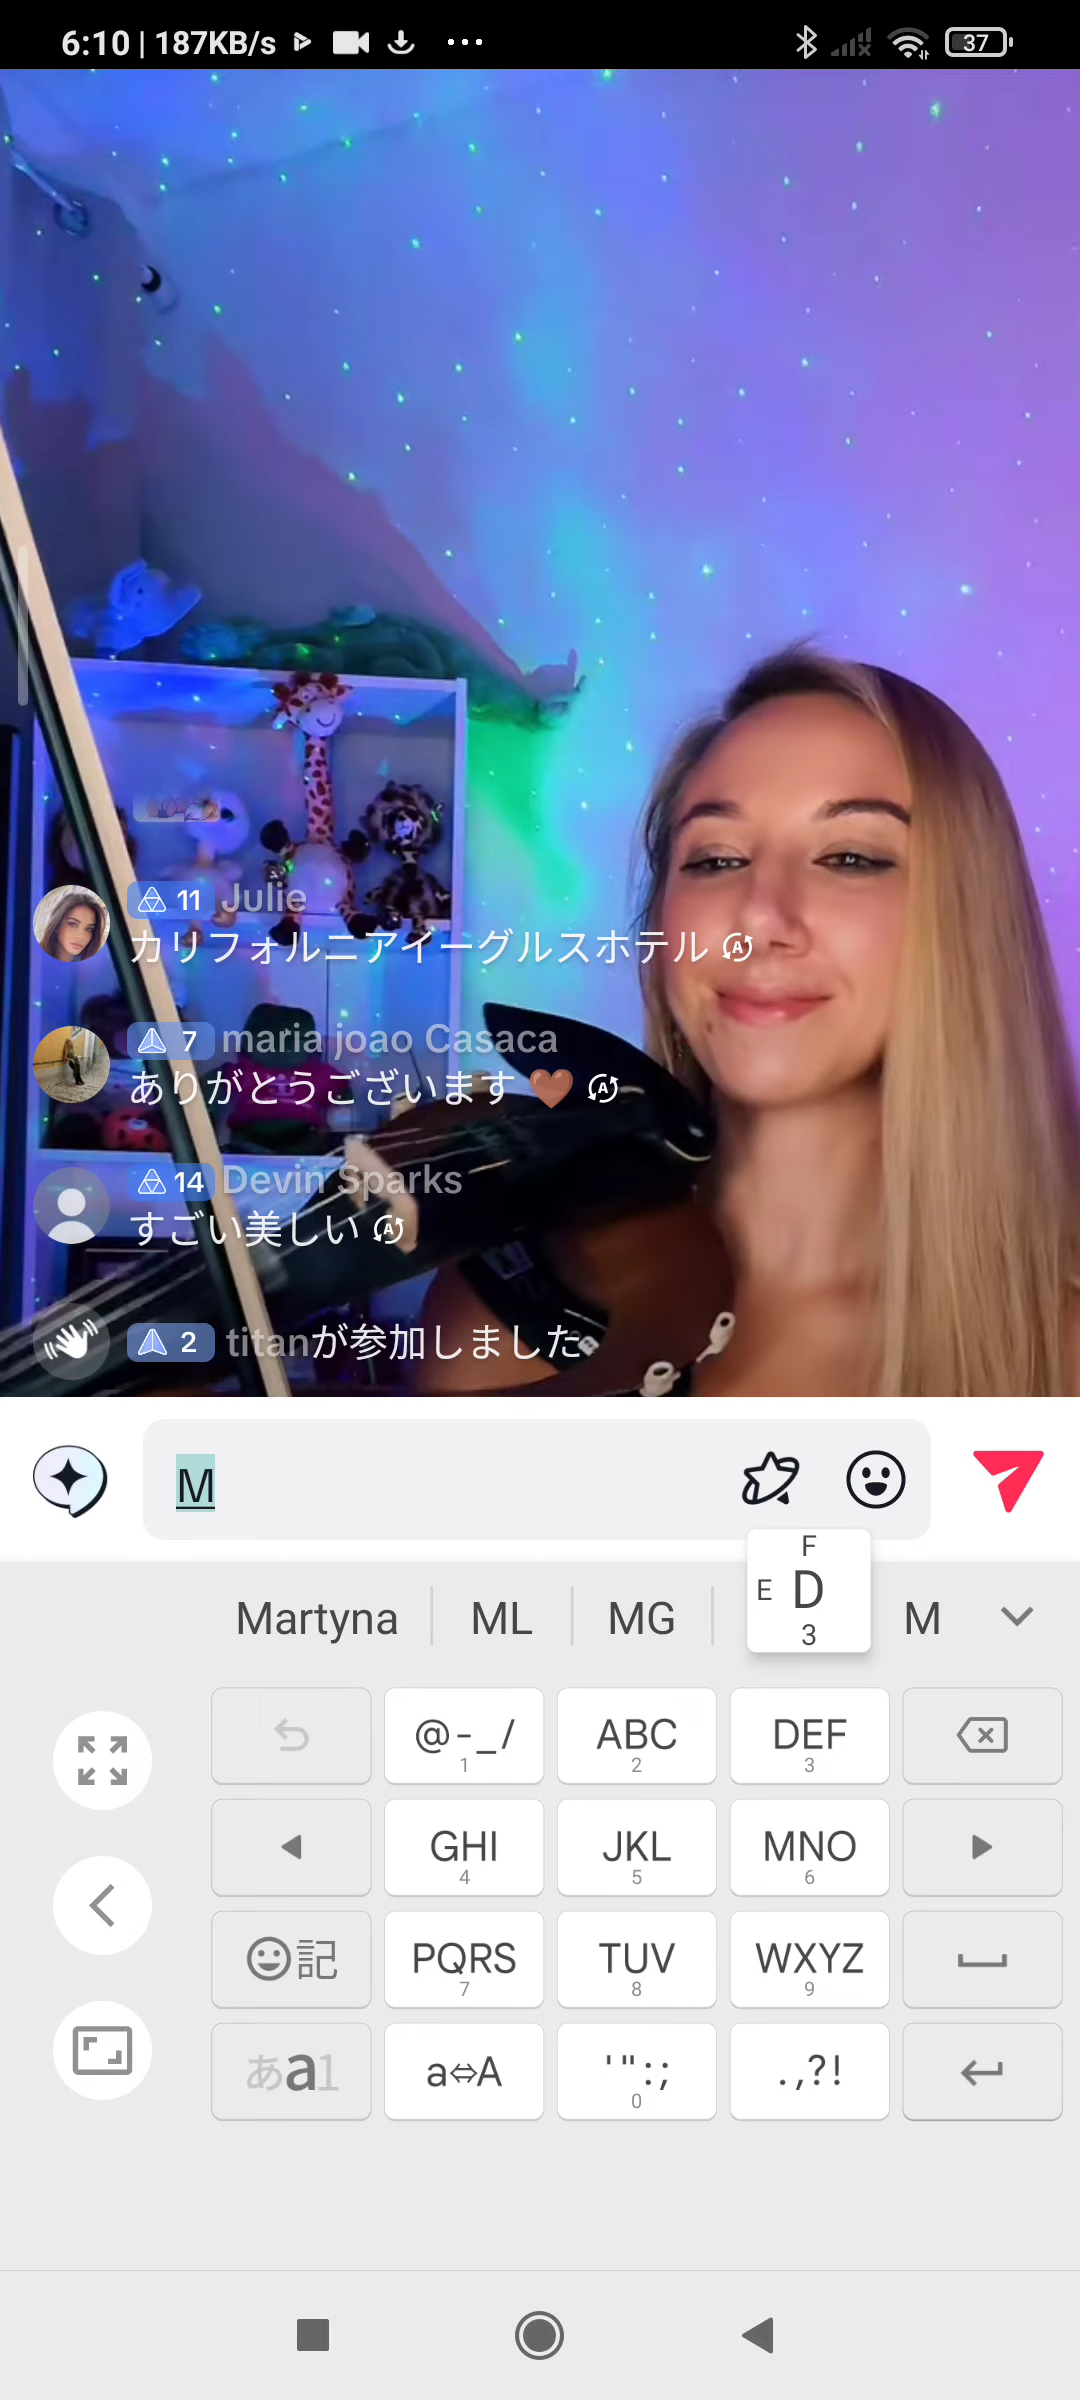 6:10 | 187KB/s
37
11 Julie
カリフォルニアイーグルスホテル
7 maria joao Casaca
ありがとうございます🤎
14 Devin Sparks
すごい美しい
2 titanが参加しました
M
F
E D
3
Martyna ML MG M
@-_/ ABC DEF
1 2 3
GHI JKL MNO
4 5 6
記 PQRS TUV WXYZ
7 8 9
あa1 a⇔A '":; .,?!
0